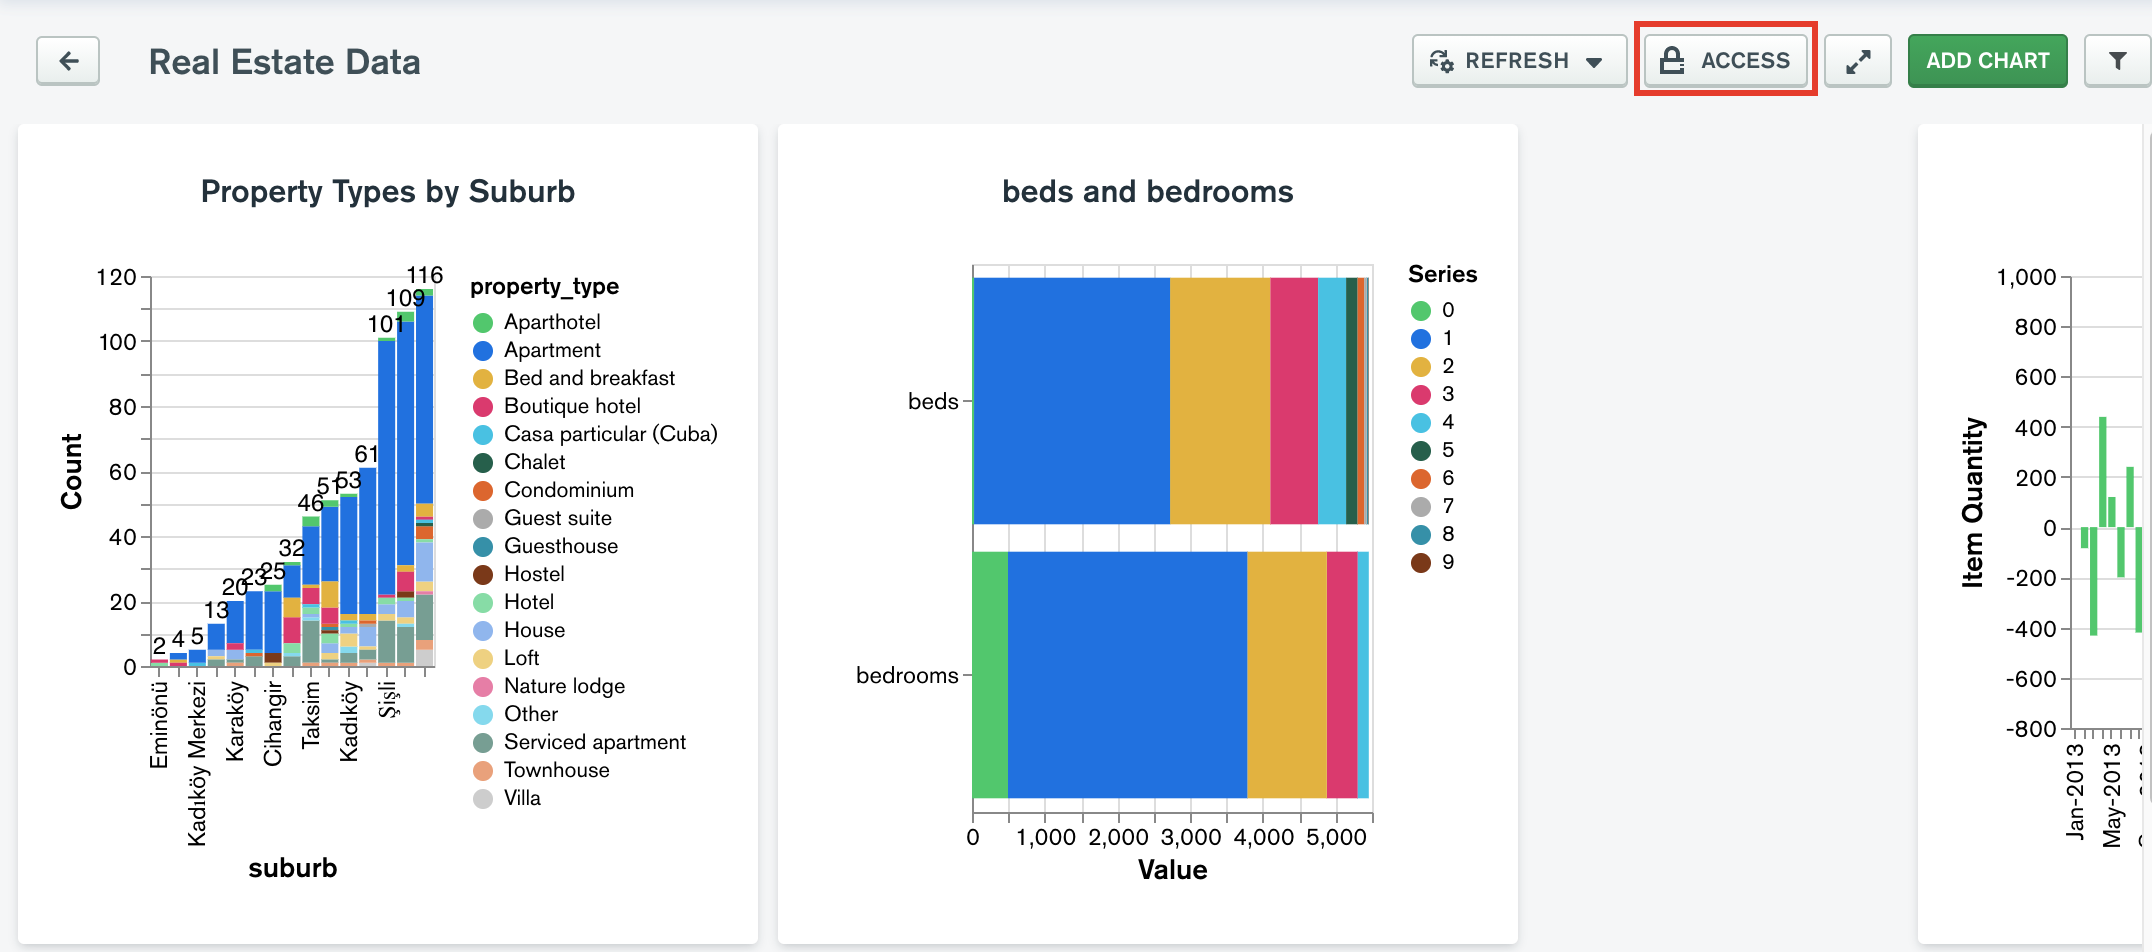 Real Estate Data
REFRESH
ACCESS
ADD CHART
Property Types by Suburb
120
100
80
60
40
20
0
Count
2
4
5
13
20
23
25
32
46
51
53
61
101
109
116
Eminönü
Kadıköy Merkezi
Karaköy
Cihangir
Taksim
Kadıköy
Şişli
suburb
property_type
Aparthotel
Apartment
Bed and breakfast
Boutique hotel
Casa particular (Cuba)
Chalet
Condominium
Guest suite
Guesthouse
Hostel
Hotel
House
Loft
Nature lodge
Other
Serviced apartment
Townhouse
Villa
beds and bedrooms
beds
bedrooms
0
1,000
2,000
3,000
4,000
5,000
Value
Series
0
1
2
3
4
5
6
7
8
9
1,000
800
600
400
200
0
-200
-400
-600
-800
Item Quantity
Jan-2013
May-2013